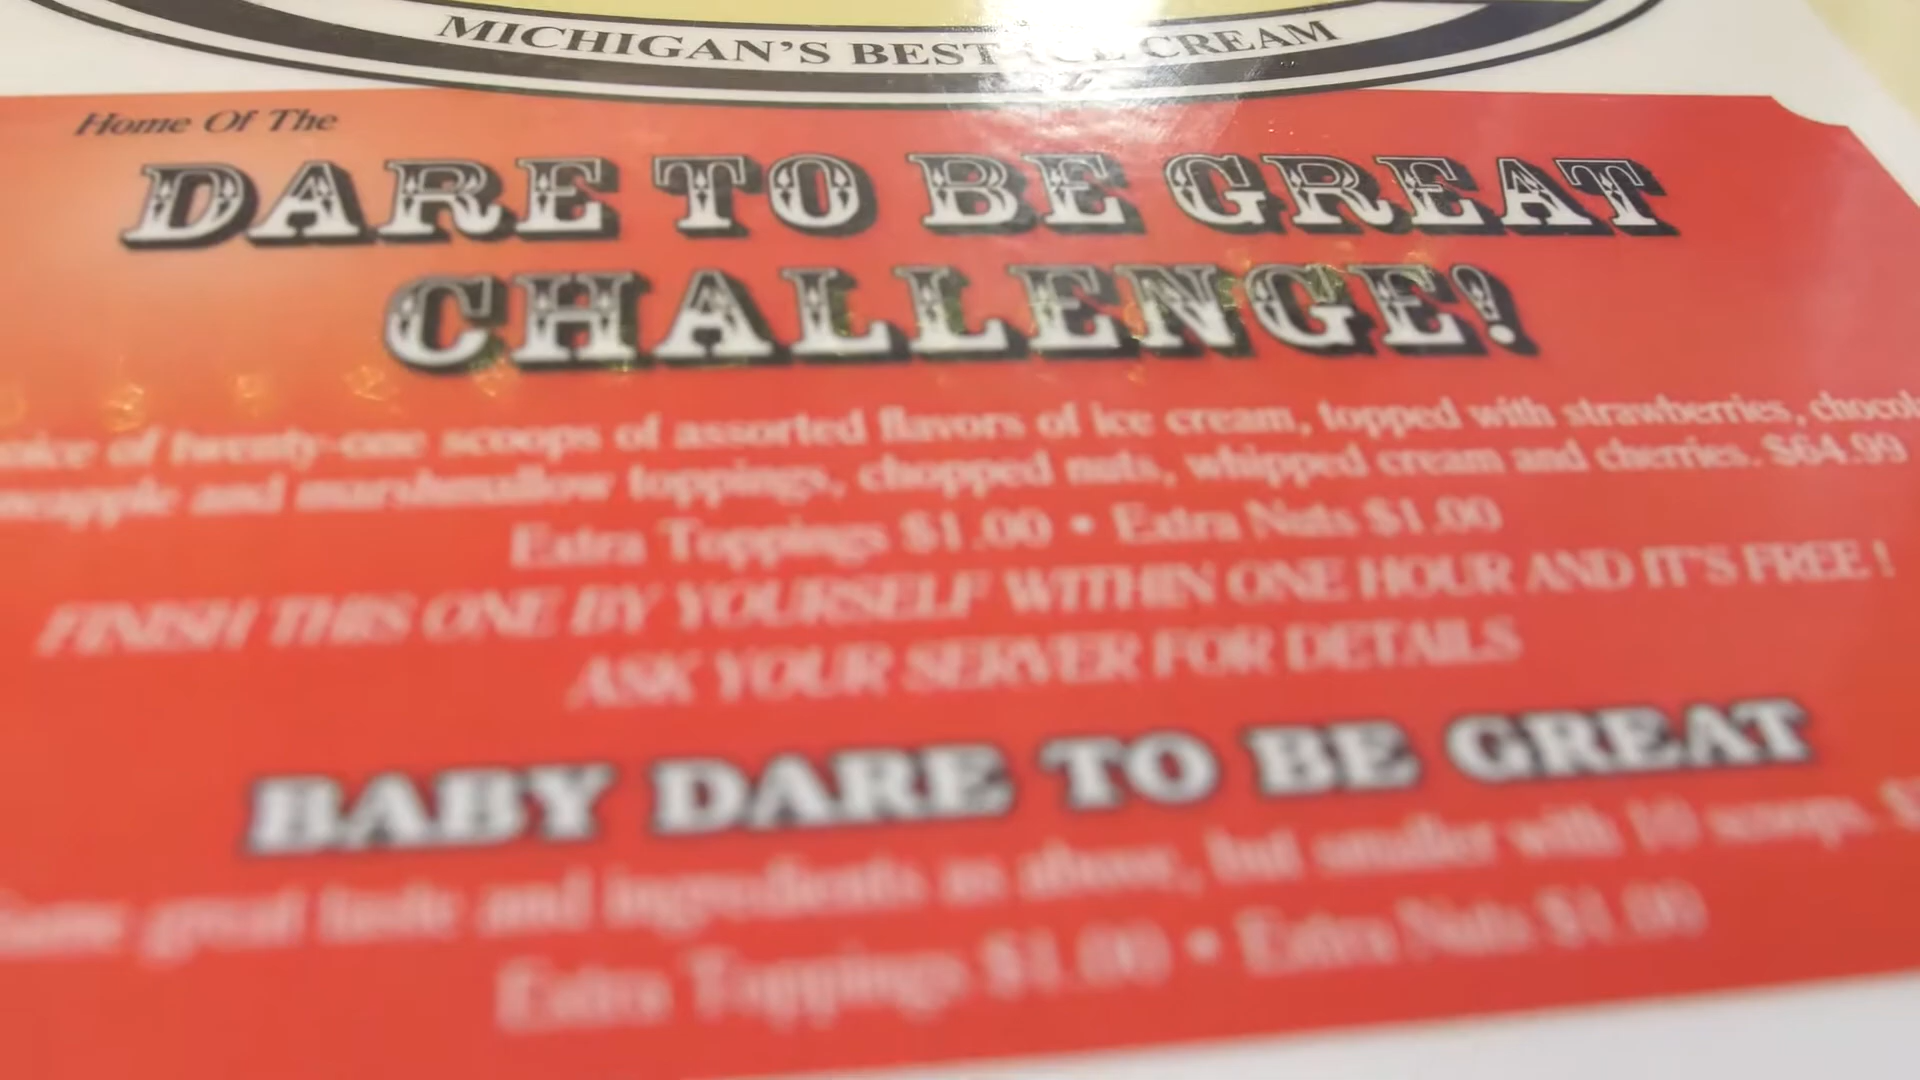 MICHIGAN'S BEST ICE CREAM
Home Of The
DARE TO BE GREAT
CHALLENGE!
of twenty-one scoops of assorted flavors of ice cream, topped with strawberries,
and marshmallow toppings, chopped nuts, whipped cream and cherries. $64.99
Extra Toppings $1.00 • Extra Nuts $1.00
FINISH THIS ONE BY YOURSELF WITHIN ONE HOUR AND IT'S FREE!
ASK YOUR SERVER FOR DETAILS
BABY DARE TO BE GREAT
Same great taste and ingredients as above, but smaller with 10 scoops.
Extra Toppings $1.00 • Extra Nuts $1.00